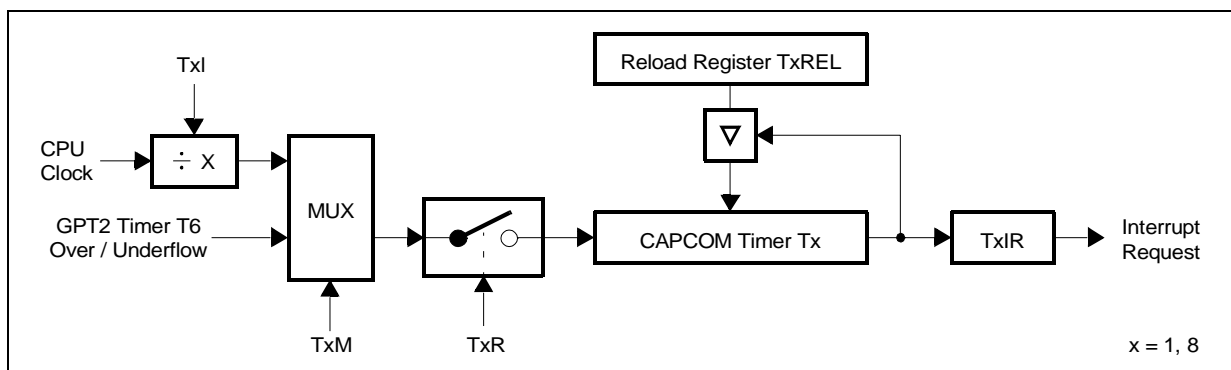 TxI
Reload Register TxREL
CPU
Clock
÷ X
MUX
GPT2 Timer T6
Over / Underflow
CAPCOM Timer Tx
TxIR
Interrupt
Request
TxM
TxR
x = 1, 8